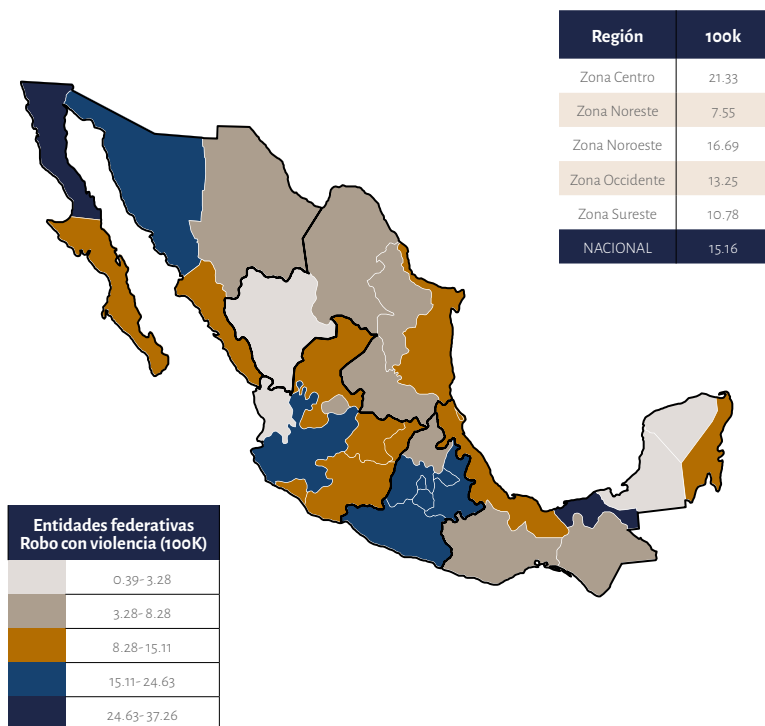 Región 100k
Zona Centro 21.33
Zona Noreste 7.55
Zona Noroeste 16.69
Zona Occidente 13.25
Zona Sureste 10.78
NACIONAL 15.16
Entidades federativas
Robo con violencia (100K)
0.39-3.28
3.28-8.28
8.28-15.11
15.11-24.63
24.63-37.26